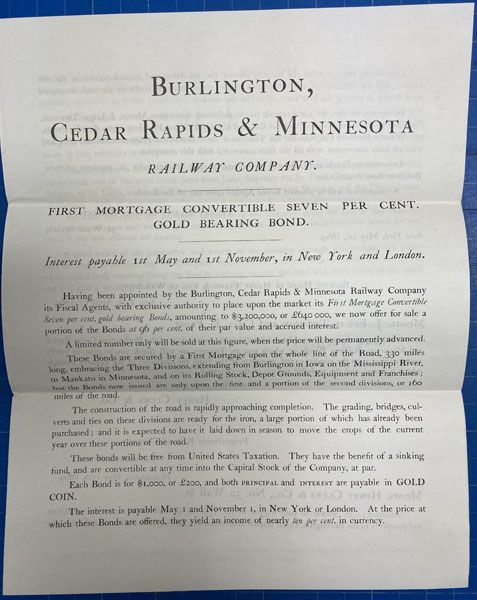 BURLINGTON,
CEDAR RAPIDS & MINNESOTA
RAILWAY COMPANY.
FIRST MORTGAGE CONVERTIBLE SEVEN PER CENT.
GOLD BEARING BOND.
Interest payable 1st May and 1st November, in New York and London.
Having been appointed by the Burlington, Cedar Rapids & Minnesota Railway Company
its Fiscal Agents, with exclusive authority to place upon the market its First Mortgage Convertible
Seven per cent. gold bearing Bonds, amounting to $3,200,000, or £640 000, we now offer for sale a
portion of the Bonds at 96 per cent. of their par value and accrued interest.
A limited number only will be sold at this figure, when the price will be permanently advanced.
These Bonds are secured by a First Mortgage upon the whole line of the Road, 330 miles
long, embracing the Three Divisions, extending from Burlington in Iowa on the Mississippi River,
to Mankato in Minnesota, and on its Rolling Stock, Depot Grounds, Equipment and Franchises;
but the Bonds now issued are only upon the first and a portion of the second divisions, or 160
miles of the road.
The construction of the road is rapidly approaching completion. The grading, bridges, cul-
verts and ties on these divisions are ready for the iron, a large portion of which has already been
purchased; and it is expected to have it laid down in season to move the crops of the current
year over these portions of the road.
These bonds will be free from United States Taxation. They have the benefit of a sinking
fund, and are convertible at any time into the Capital Stock of the Company, at par.
Each Bond is for $1,000, or £200, and both PRINCIPAL and INTEREST are payable in GOLD
COIN.
The interest is payable May 1 and November 1, in New York or London. At the price at
which these Bonds are offered, they yield an income of nearly ten per cent. in currency.